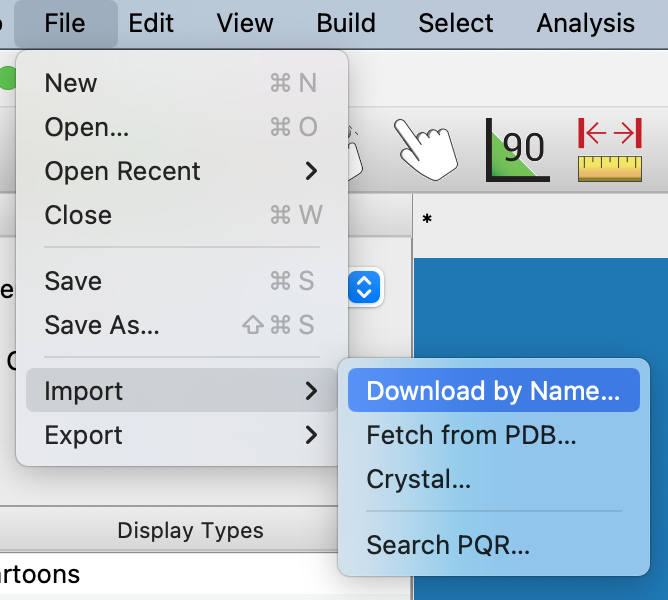 File Edit View Build Select Analysis
New ⌘ N
Open... ⌘ O
Open Recent
Close ⌘ W
Save ⌘ S
Save As... ⇧ ⌘ S
Import
Export
Download by Name...
Fetch from PDB...
Crystal...
Search PQR...
90
*
Display Types
rtoons